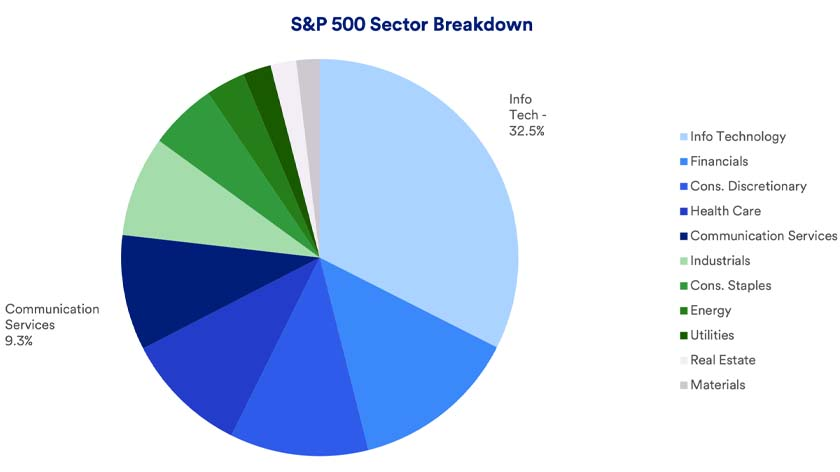 S&P 500 Sector Breakdown
Info
Tech -
32.5%
Communication
Services
9.3%
Info Technology
Financials
Cons. Discretionary
Health Care
Communication Services
Industrials
Cons. Staples
Energy
Utilities
Real Estate
Materials